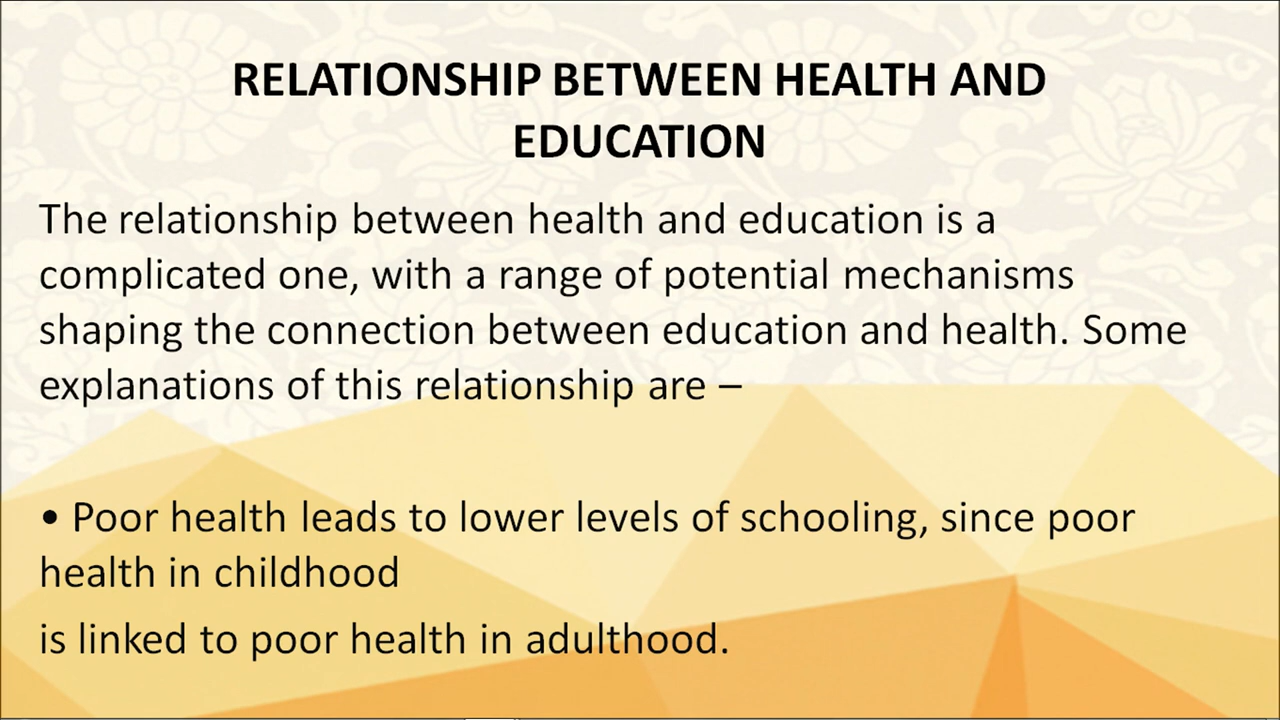 RELATIONSHIP BETWEEN HEALTH AND
EDUCATION
The relationship between health and education is a
complicated one, with a range of potential mechanisms
shaping the connection between education and health. Some
explanations of this relationship are –
• Poor health leads to lower levels of schooling, since poor
health in childhood
is linked to poor health in adulthood.